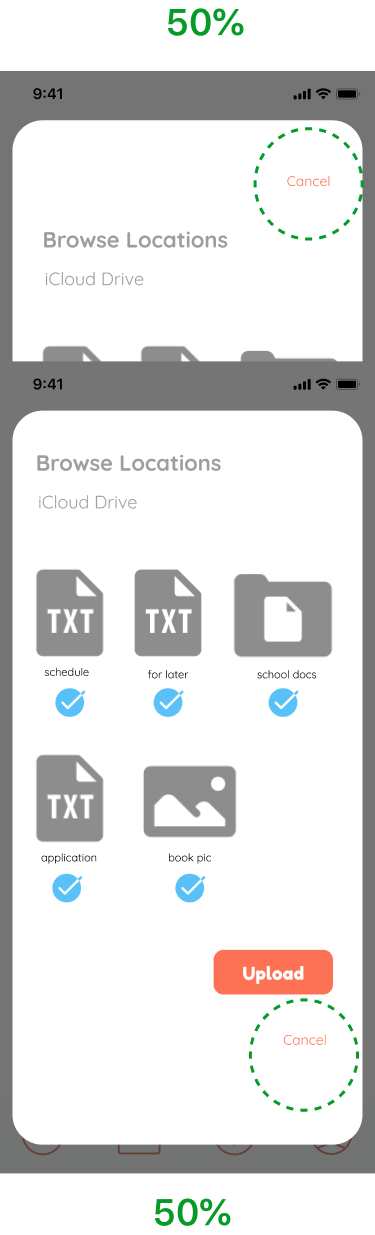 50%
9:41
Cancel
Browse Locations
iCloud Drive
9:41
Browse Locations
iCloud Drive
TXT TXT
schedule for later school docs
TXT
application book pic
Upload
Cancel
50%